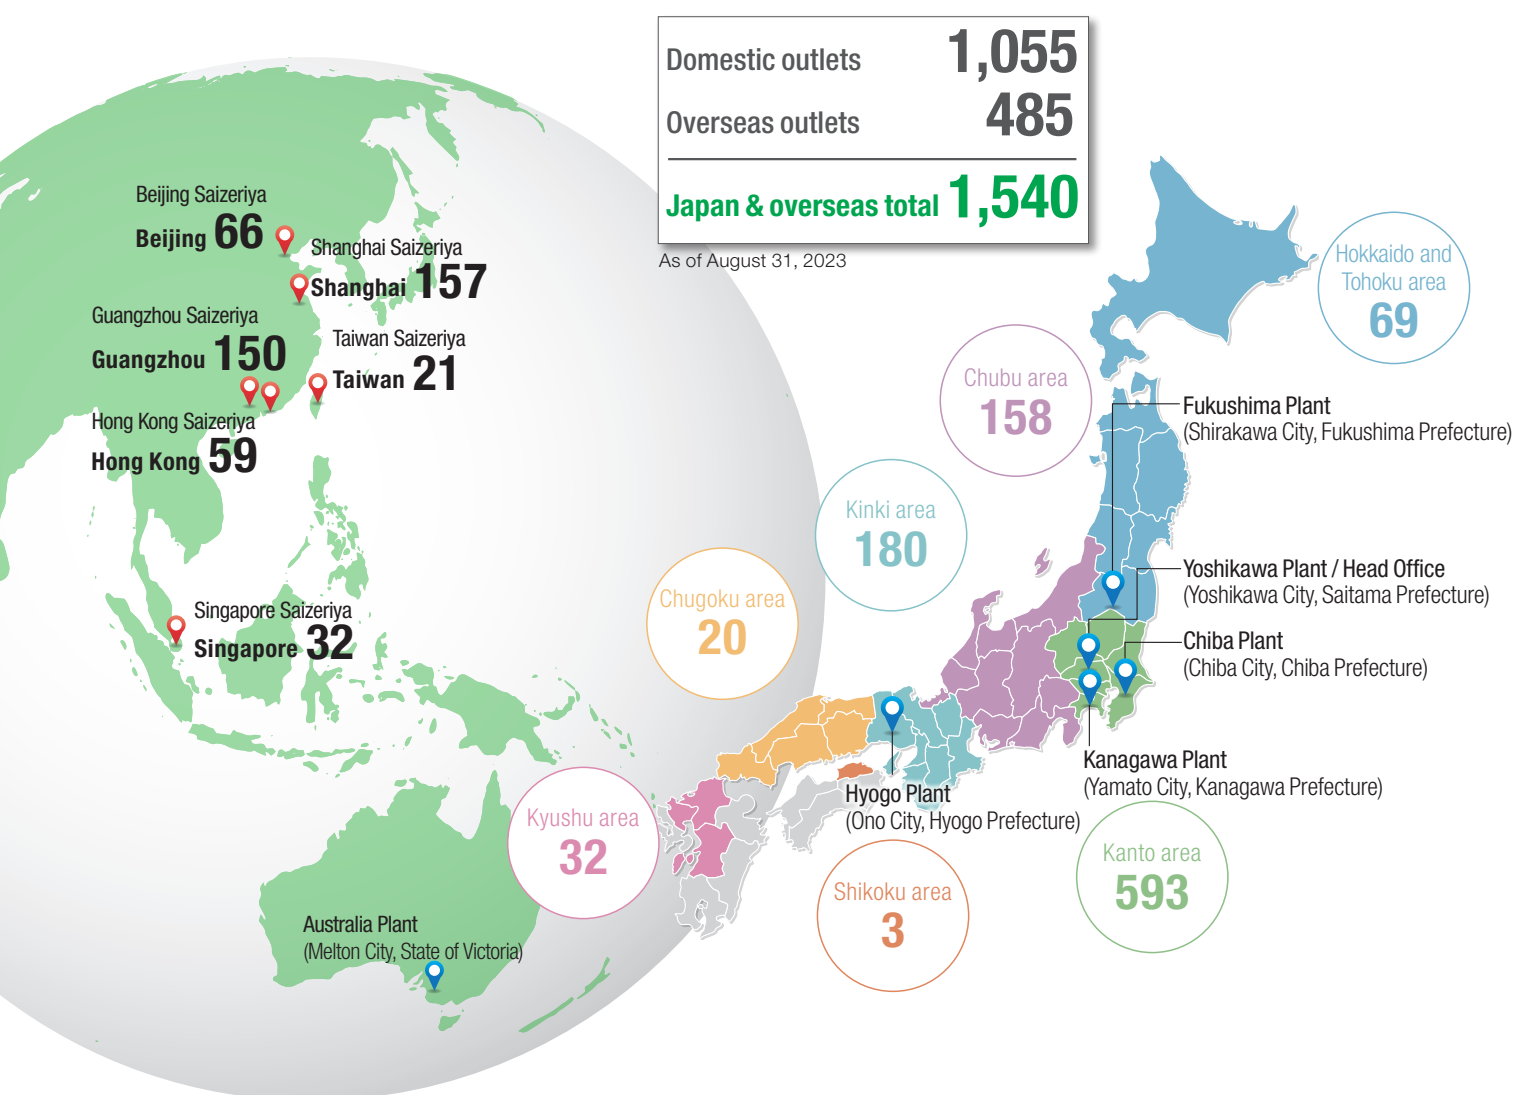 Domestic outlets 1,055
Overseas outlets 485
Japan & overseas total 1,540
As of August 31, 2023
Beijing Saizeriya
Beijing 66
Shanghai Saizeriya
Shanghai 157
Guangzhou Saizeriya
Guangzhou 150
Taiwan Saizeriya
Taiwan 21
Hong Kong Saizeriya
Hong Kong 59
Singapore Saizeriya
Singapore 32
Australia Plant
(Melton City, State of Victoria)
Hokkaido and
Tohoku area
69
Chubu area
158
Kinki area
180
Chugoku area
20
Kyushu area
32
Shikoku area
3
Kanto area
593
Fukushima Plant
(Shirakawa City, Fukushima Prefecture)
Yoshikawa Plant / Head Office
(Yoshikawa City, Saitama Prefecture)
Chiba Plant
(Chiba City, Chiba Prefecture)
Kanagawa Plant
(Yamato City, Kanagawa Prefecture)
Hyogo Plant
(Ono City, Hyogo Prefecture)